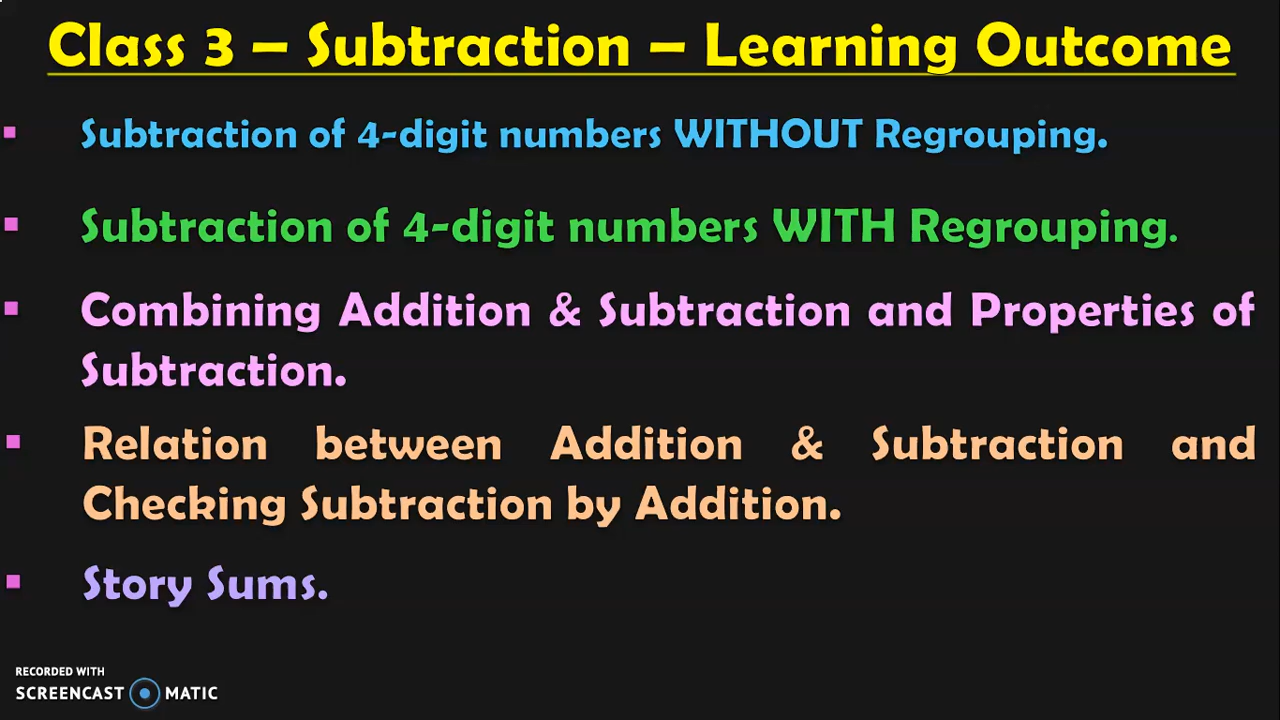 Class 3 – Subtraction – Learning Outcome
▪ Subtraction of 4-digit numbers WITHOUT Regrouping.
▪ Subtraction of 4-digit numbers WITH Regrouping.
▪ Combining Addition & Subtraction and Properties of
Subtraction.
▪ Relation between Addition & Subtraction and
Checking Subtraction by Addition.
▪ Story Sums.
RECORDED WITH
SCREENCAST MATIC